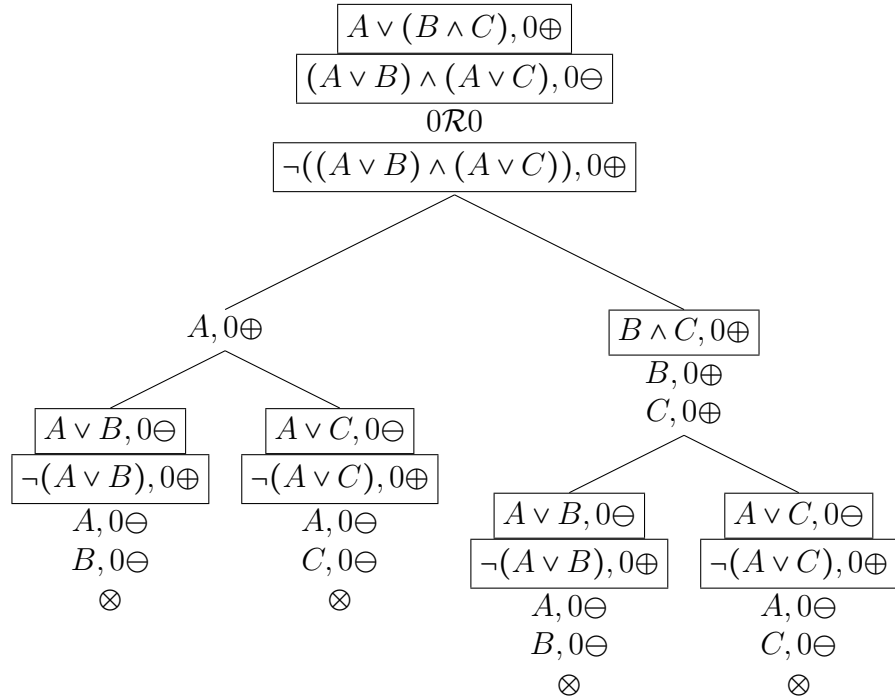 A ∨ (B ∧ C), 0⊕
(A ∨ B) ∧ (A ∨ C), 0⊖
0ℛ0
¬((A ∨ B) ∧ (A ∨ C)), 0⊕
A, 0⊕
B ∧ C, 0⊕
B, 0⊕
C, 0⊕
A ∨ B, 0⊖
¬(A ∨ B), 0⊕
A, 0⊖
B, 0⊖
⊗
A ∨ C, 0⊖
¬(A ∨ C), 0⊕
A, 0⊖
C, 0⊖
⊗
A ∨ B, 0⊖
¬(A ∨ B), 0⊕
A, 0⊖
B, 0⊖
⊗
A ∨ C, 0⊖
¬(A ∨ C), 0⊕
A, 0⊖
C, 0⊖
⊗